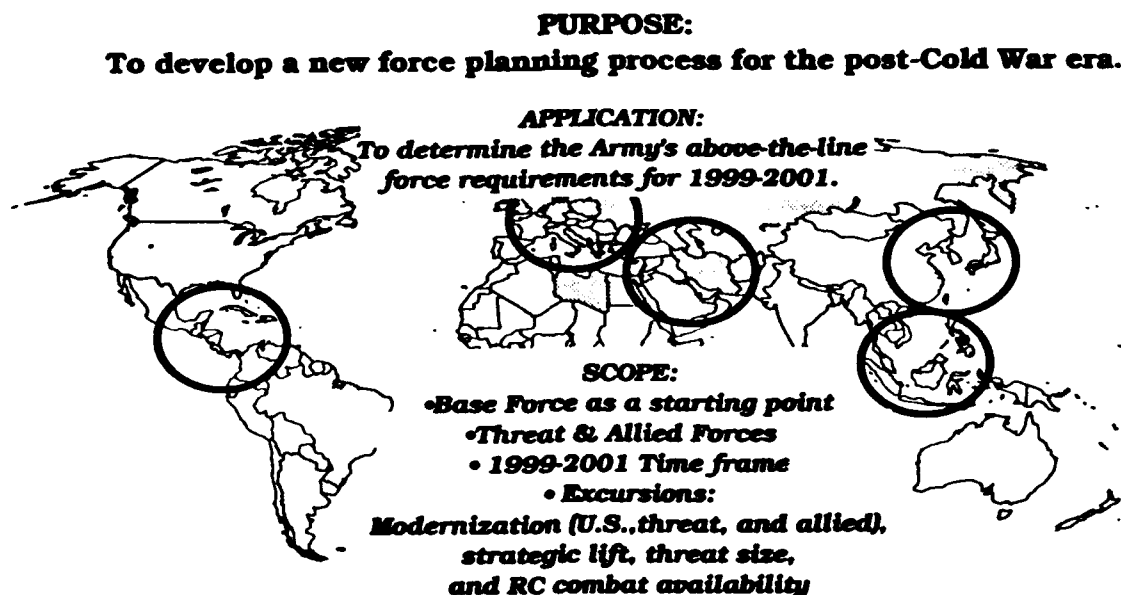 PURPOSE:
To develop a new force planning process for the post-Cold War era.
APPLICATION:
To determine the Army's above-the-line
force requirements for 1999-2001.
SCOPE:
•Base Force as a starting point
•Threat & Allied Forces
• 1999-2001 Time frame
• Excursions:
Modernization (U.S.,threat, and allied),
strategic lift, threat size,
and RC combat availability